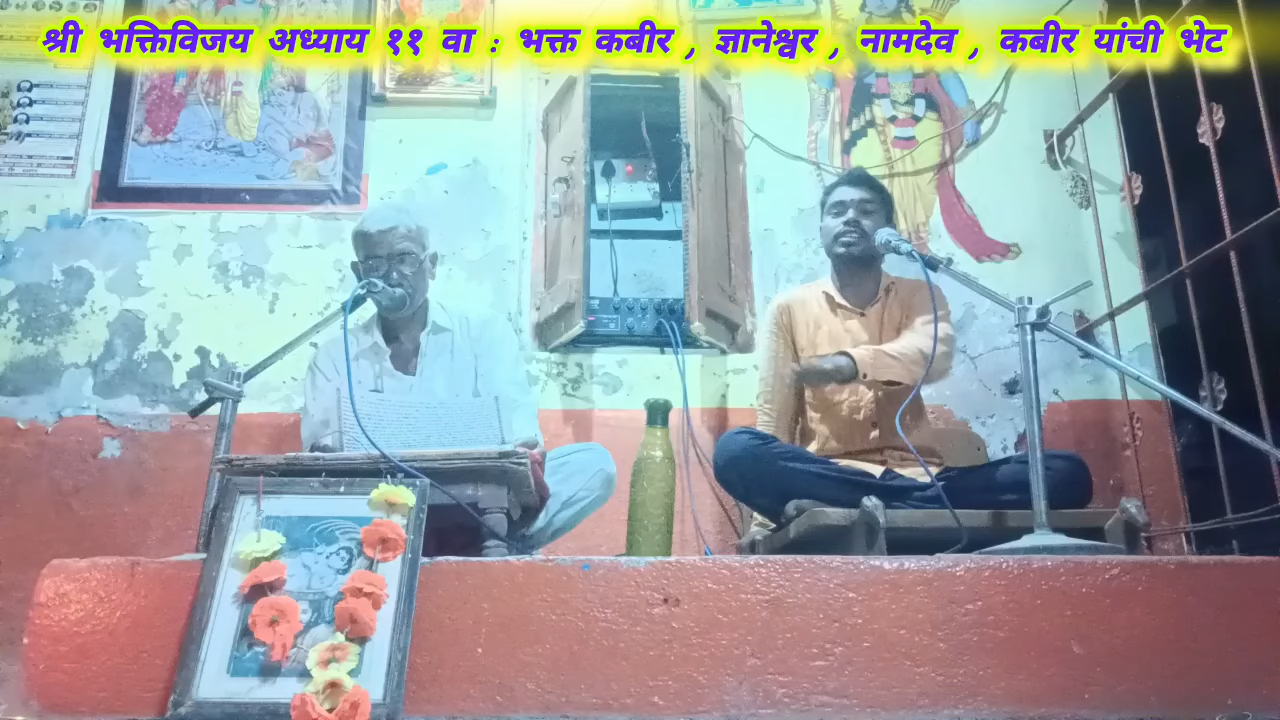 श्री भक्तिविजय अध्याय ११ वा : भक्त कबीर , ज्ञानेश्वर , नामदेव , कबीर यांची भेट